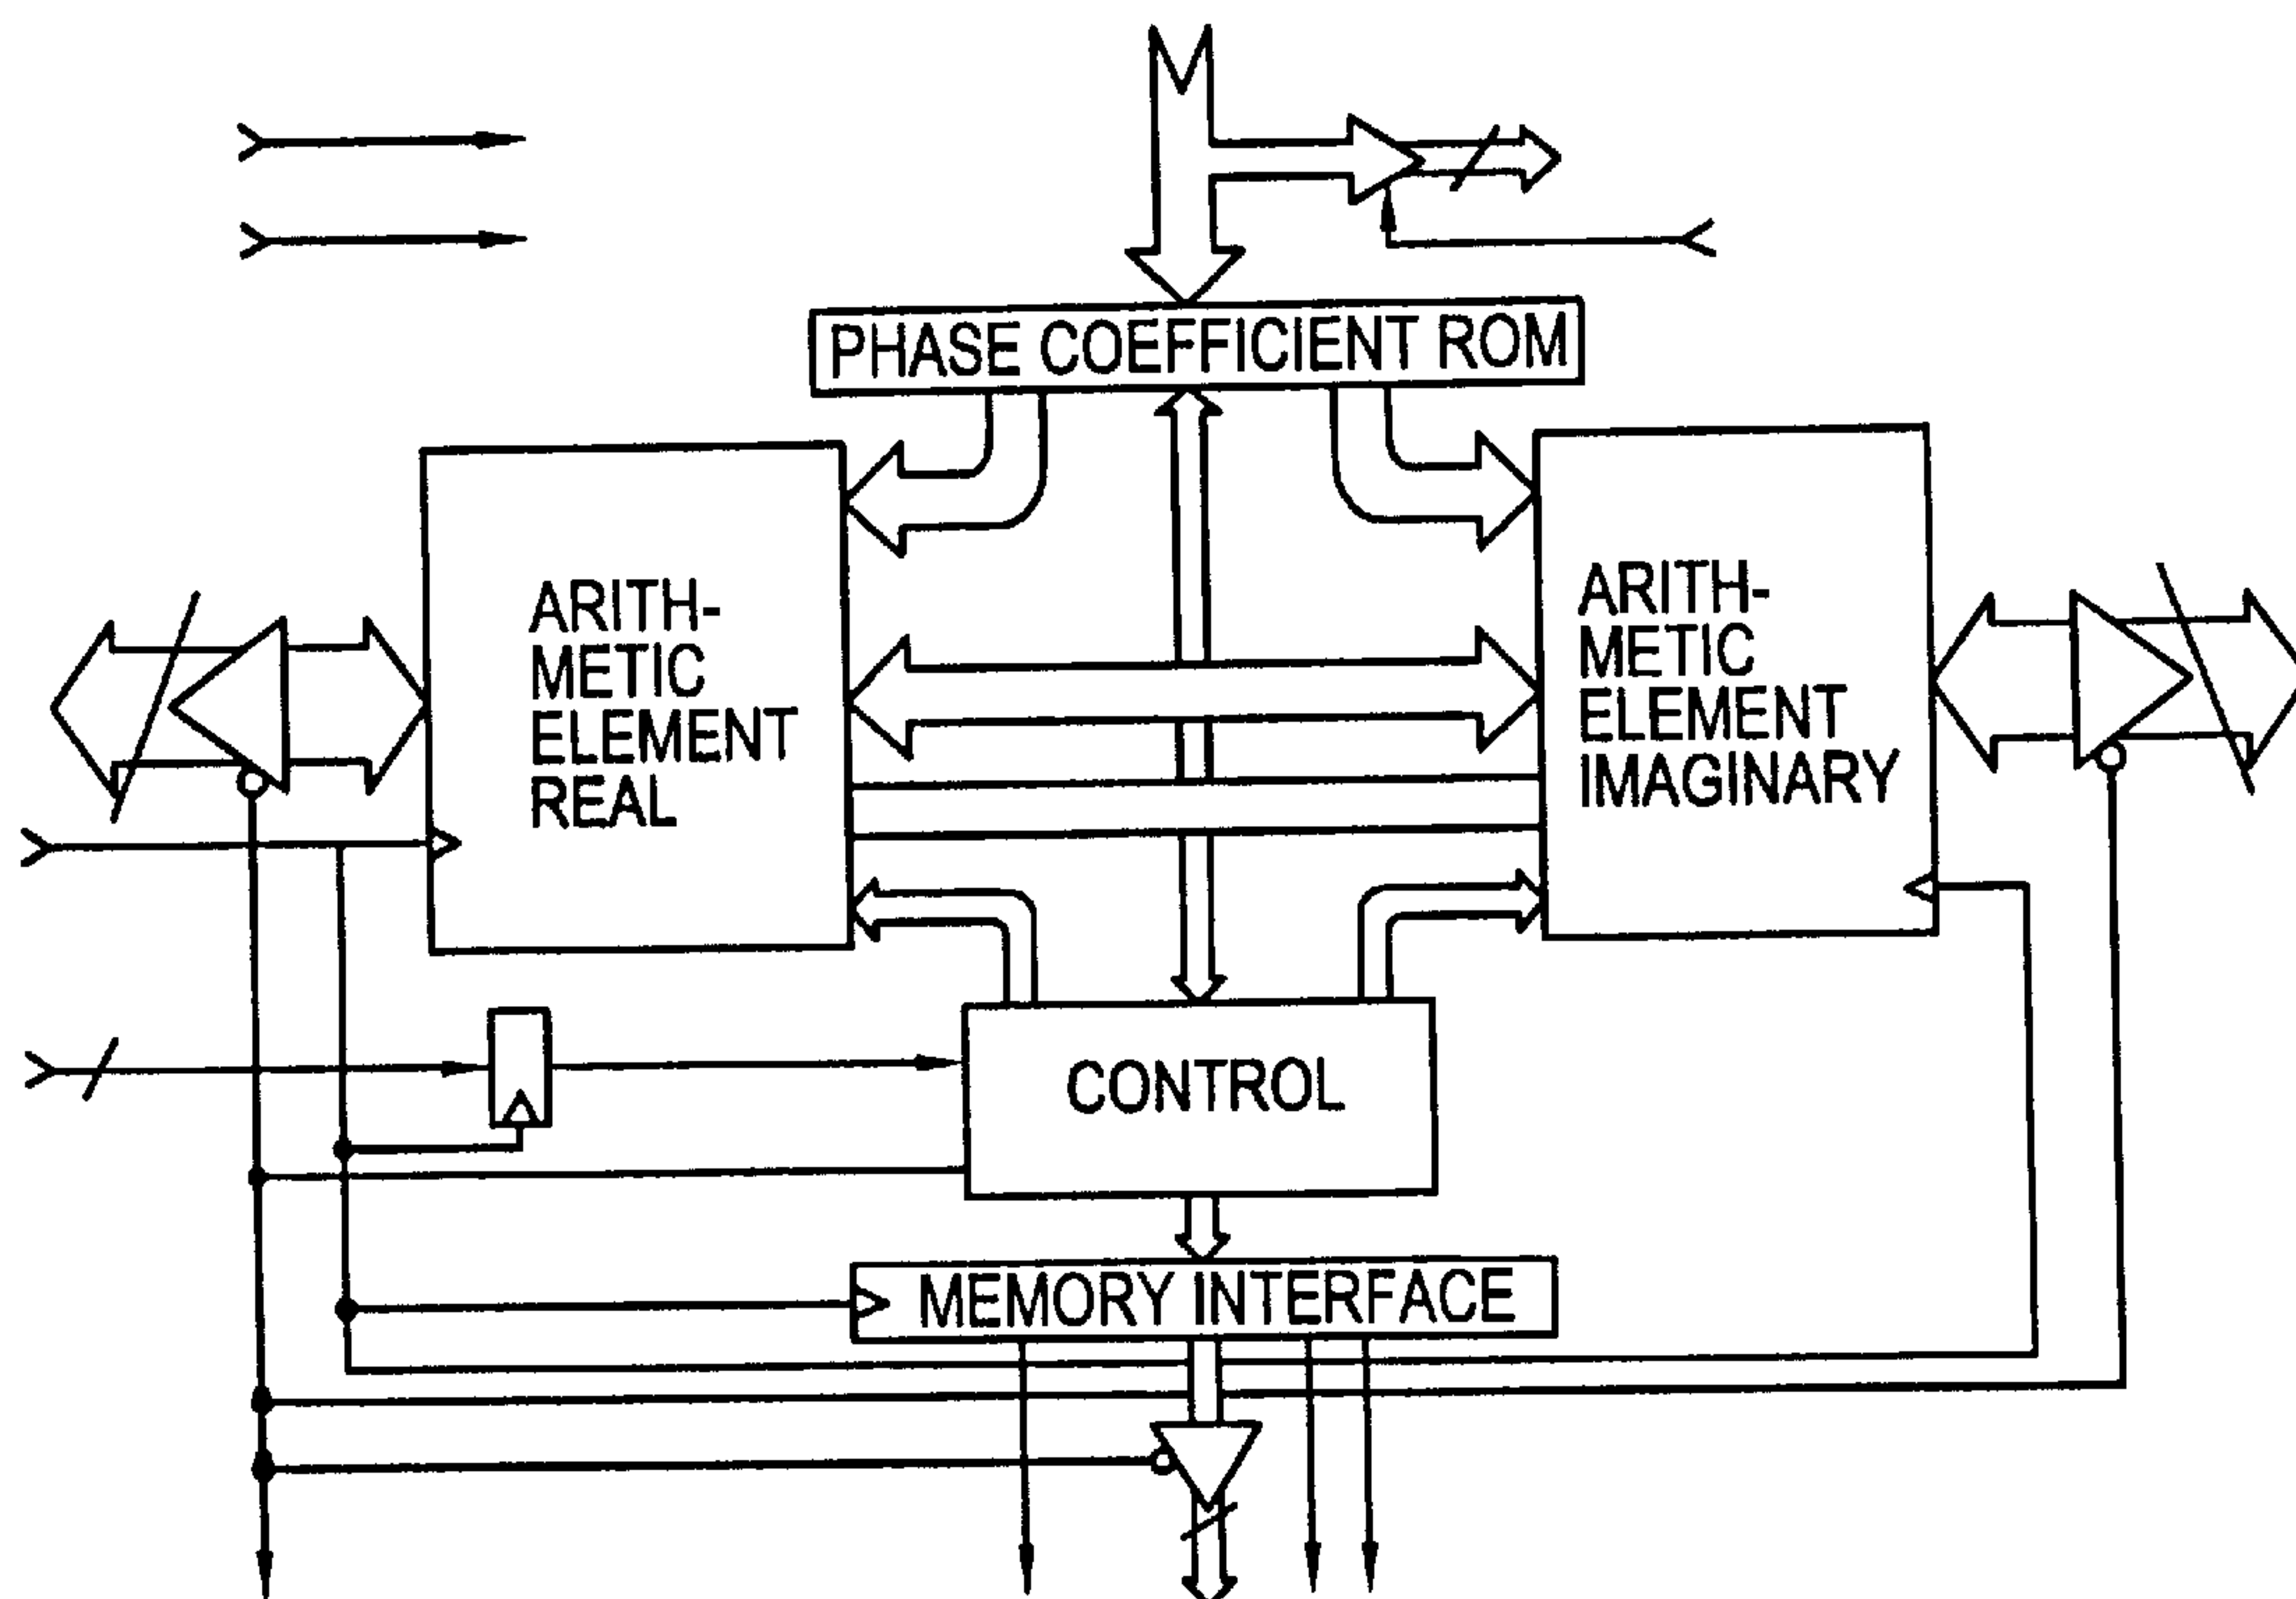 PHASE COEFFICIENT ROM
ARITH-
METIC
ELEMENT
REAL
ARITH-
METIC
ELEMENT
IMAGINARY
CONTROL
MEMORY INTERFACE